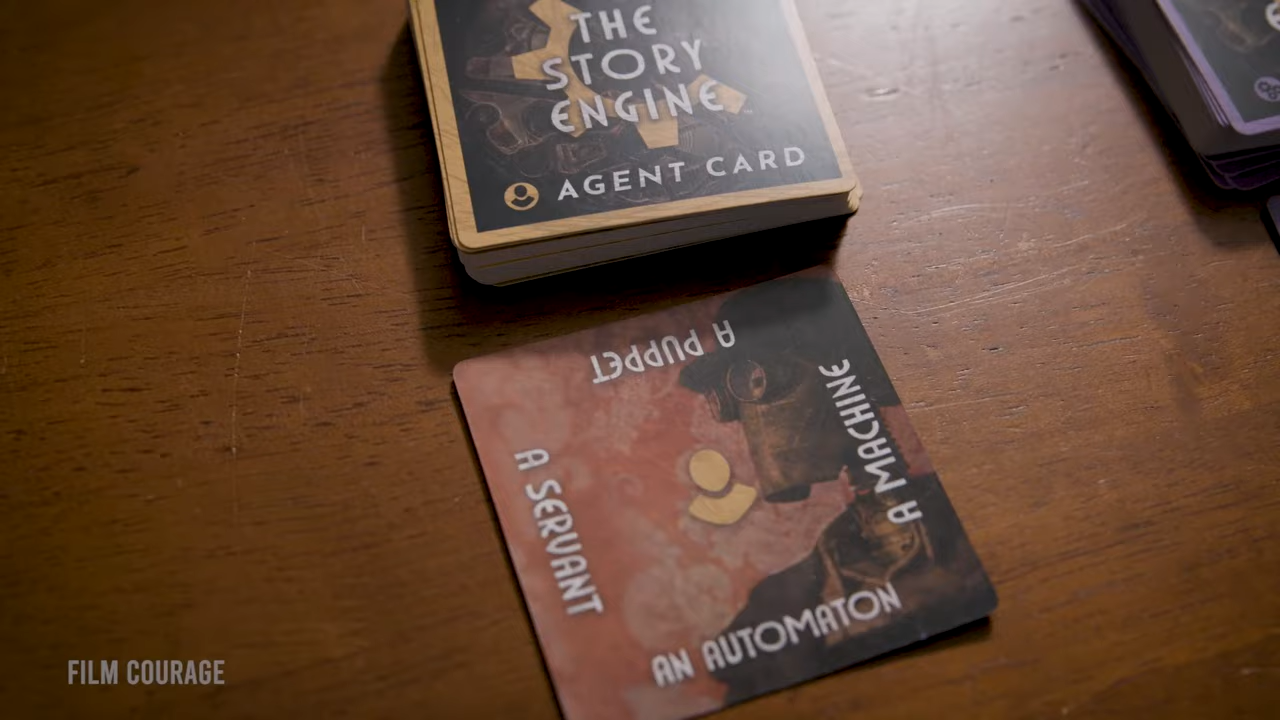 THE
STORY
ENGINE
AGENT CARD
A PUPPET
A MACHINE
A SERVANT
AN AUTOMATON
FILM COURAGE